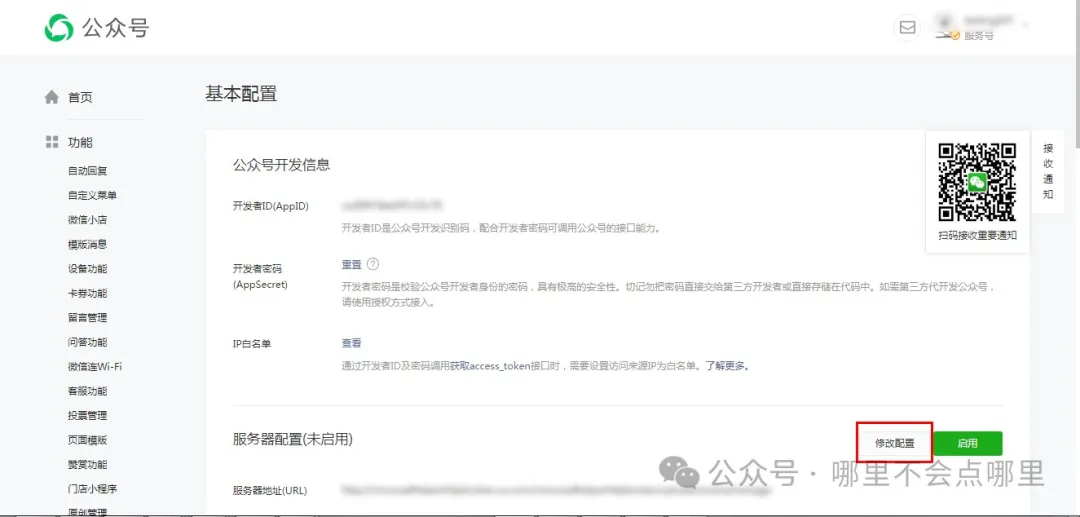 公众号
服务号
首页
功能
自动回复
自定义菜单
微信小店
模版消息
设备功能
卡券功能
留言管理
问答功能
微信连Wi-Fi
客服功能
投票管理
页面模版
赞赏功能
门店小程序
原创管理
基本配置
公众号开发信息
开发者ID(AppID)
开发者ID是公众号开发识别码，配合开发者密码可调用公众号的接口能力。
开发者密码
(AppSecret)
重置 ?
开发者密码是校验公众号开发者身份的密码，具有极高的安全性。切记勿把密码直接交给第三方开发者或直接存储在代码中。如需第三方代开发公众号，
请使用授权方式接入。
IP白名单
查看
通过开发者ID及密码调用获取access_token接口时，需要设置访问来源IP为白名单。了解更多。
服务器配置(未启用)
修改配置
启用
服务器地址(URL)
扫码接收重要通知
接
收
通
知
公众号·哪里不会点哪里